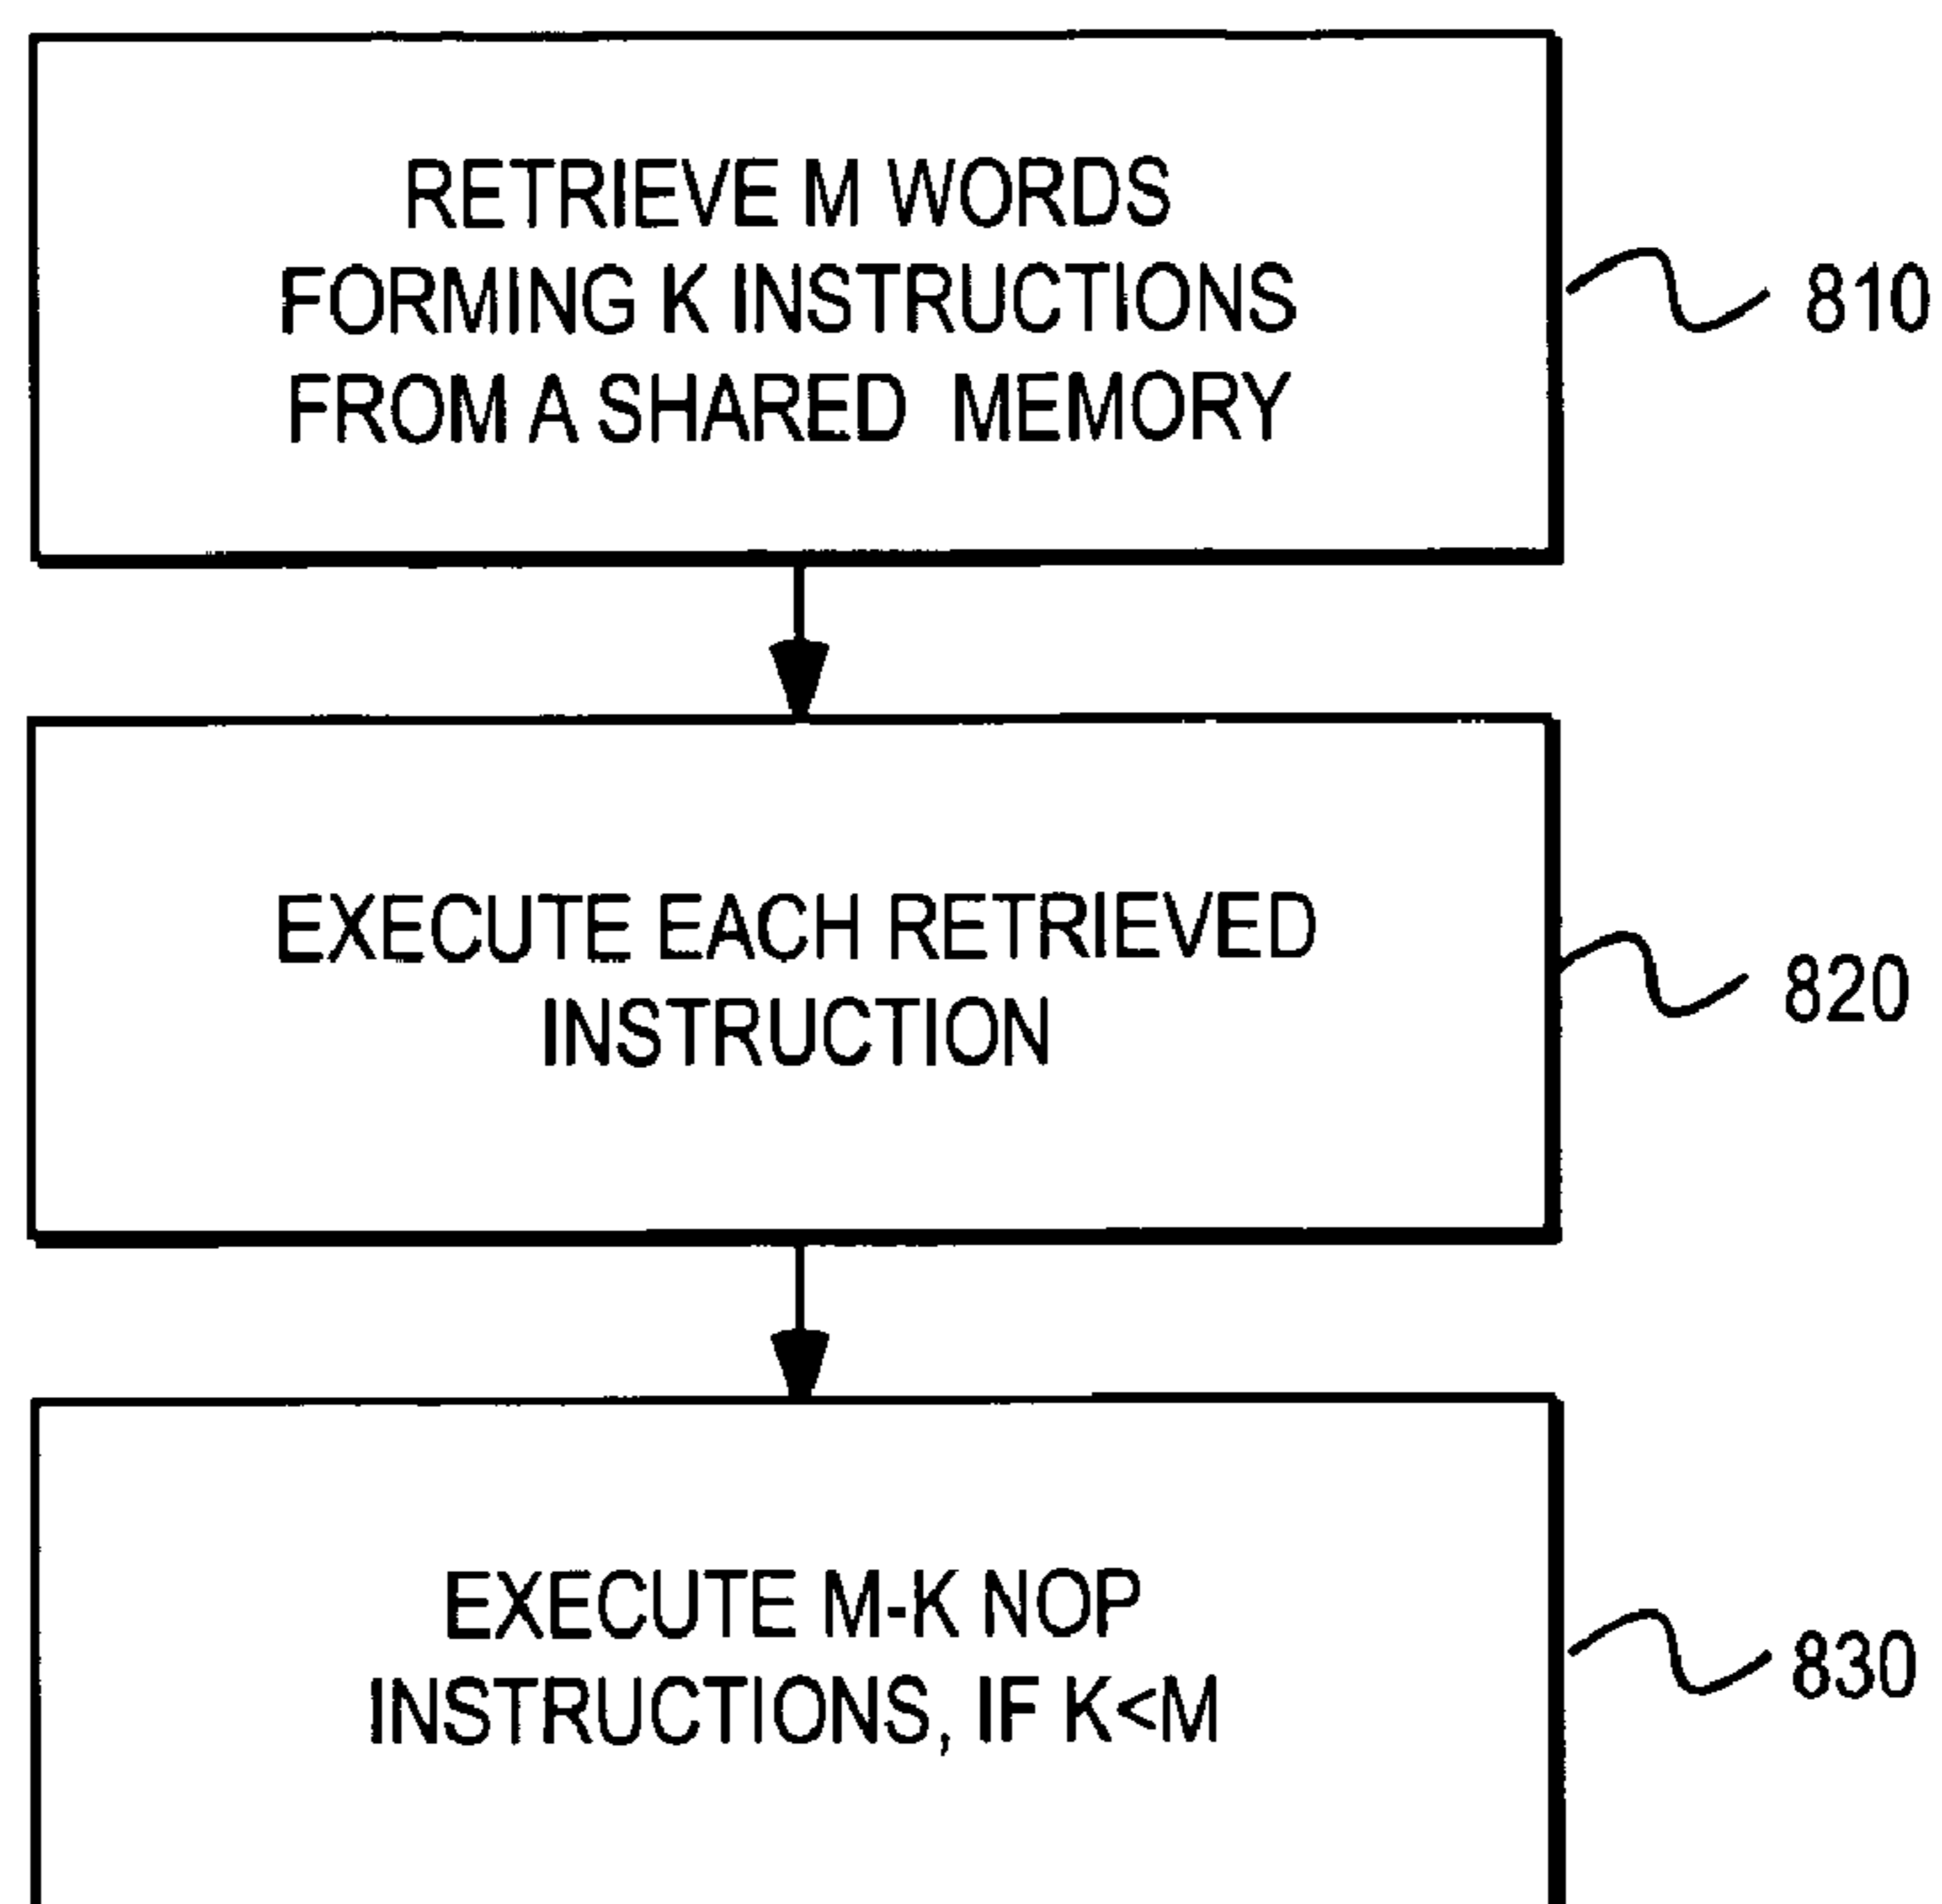 RETRIEVE M WORDS
FORMING K INSTRUCTIONS
FROM A SHARED MEMORY
810
EXECUTE EACH RETRIEVED
INSTRUCTION
820
EXECUTE M-K NOP
INSTRUCTIONS, IF K<M
830